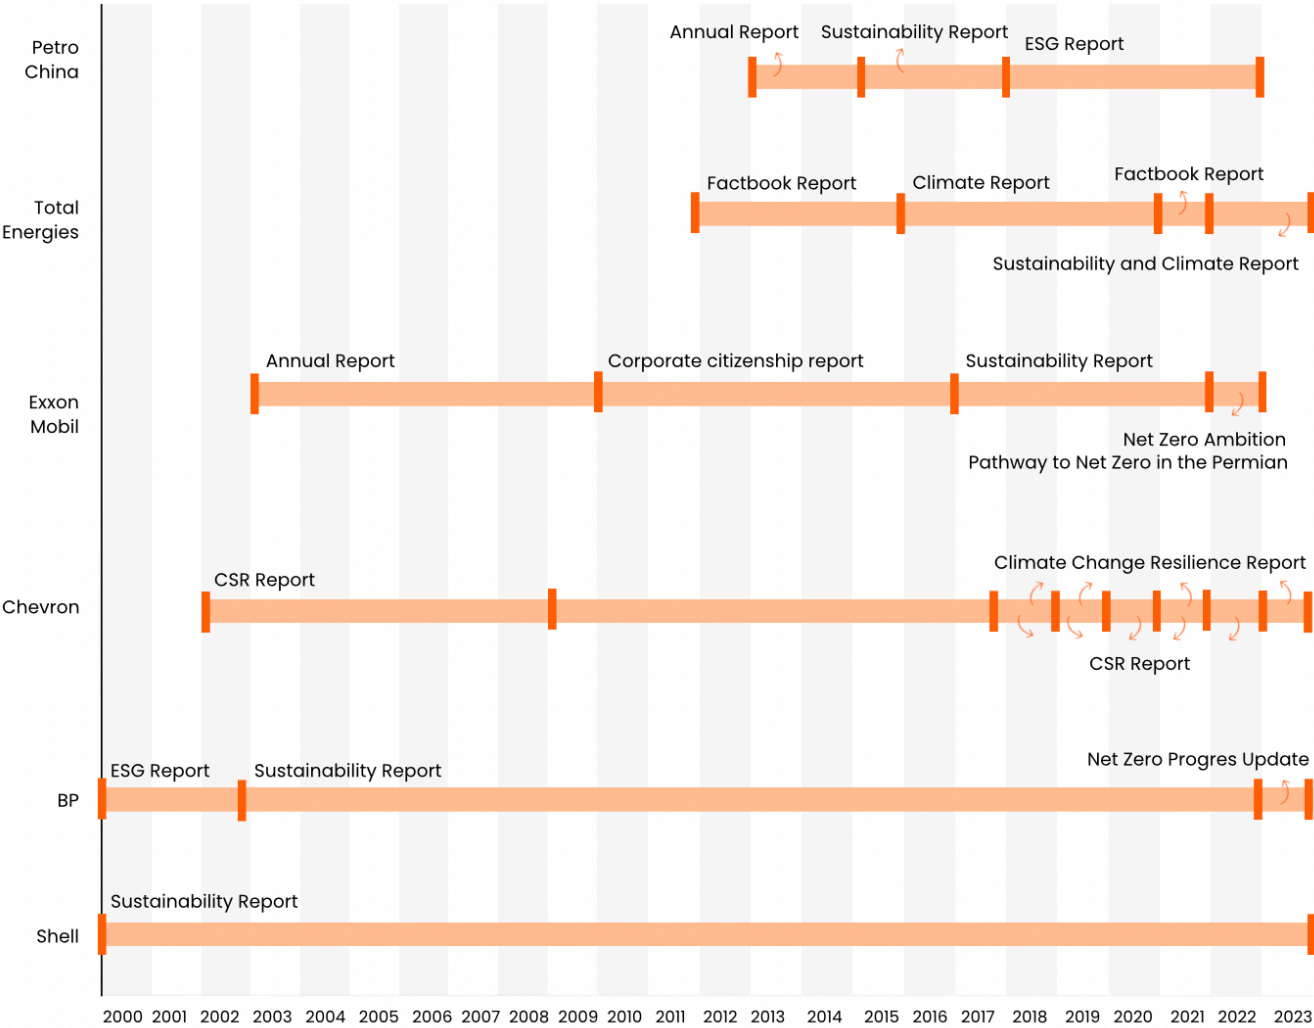 Annual Report
Sustainability Report
ESG Report
Petro
China
Factbook Report
Climate Report
Factbook Report
Total
Energies
Sustainability and Climate Report
Annual Report
Corporate citizenship report
Sustainability Report
Exxon
Mobil
Net Zero Ambition
Pathway to Net Zero in the Permian
Climate Change Resilience Report
CSR Report
Chevron
CSR Report
Net Zero Progres Update
ESG Report
Sustainability Report
BP
Sustainability Report
Shell
2000 2001 2002 2003 2004 2005 2006 2007 2008 2009 2010 2011 2012 2013 2014 2015 2016 2017 2018 2019 2020 2021 2022 2023